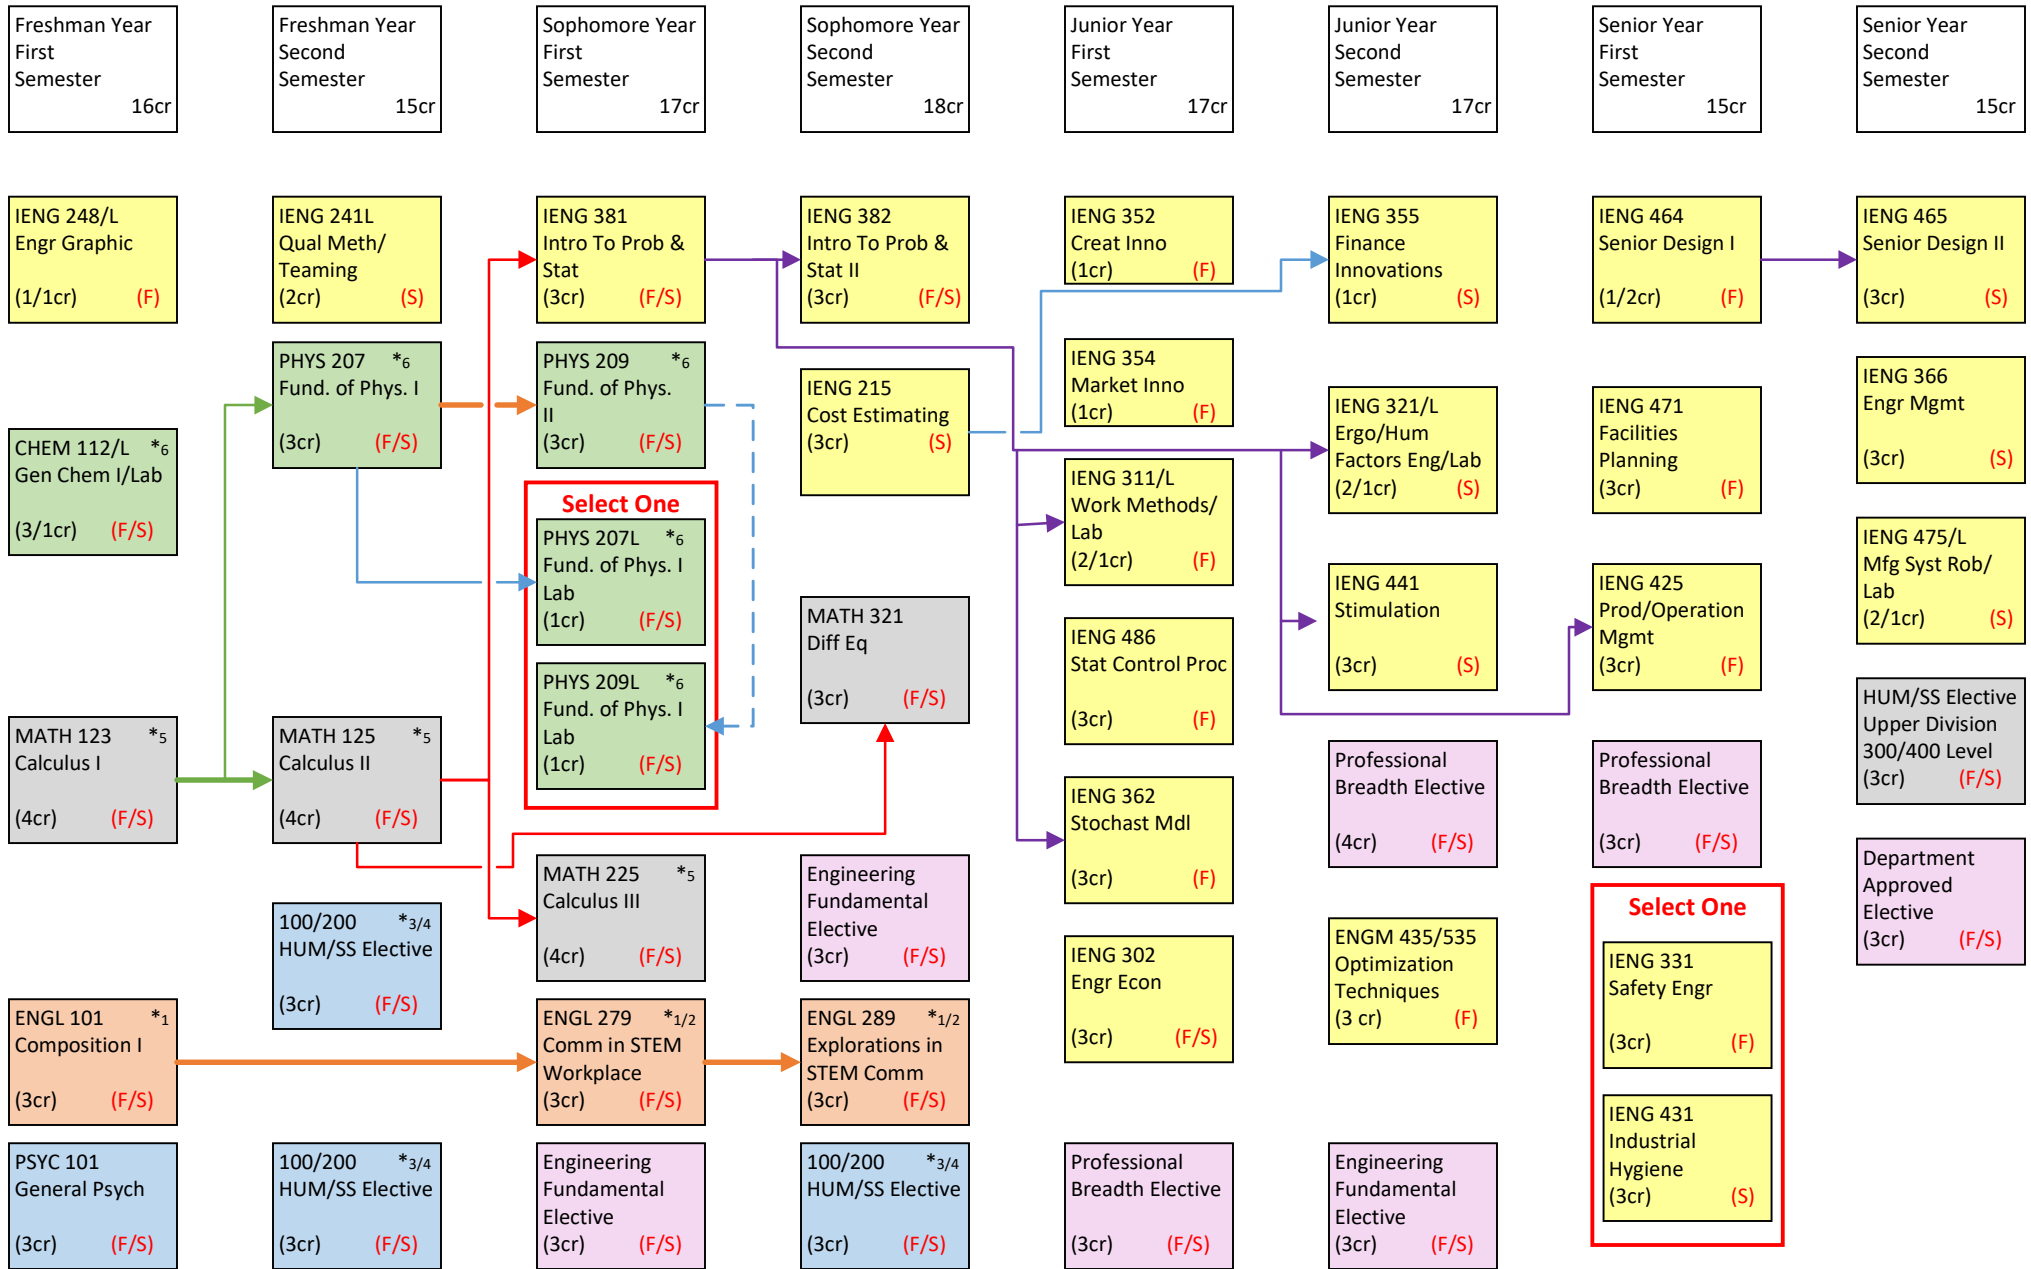 Freshman Year
First
Semester
16cr
Freshman Year
Second
Semester
15cr
Sophomore Year
First
Semester
17cr
Sophomore Year
Second
Semester
18cr
Junior Year
First
Semester
17cr
Junior Year
Second
Semester
17cr
Senior Year
First
Semester
15cr
Senior Year
Second
Semester
15cr
IENG 248/L
Engr Graphic
(1/1cr) (F)
CHEM 112/L *6
Gen Chem I/Lab
(3/1cr) (F/S)
MATH 123 *5
Calculus I
(4cr) (F/S)
ENGL 101 *1
Composition I
(3cr) (F/S)
PSYC 101
General Psych
(3cr) (F/S)
IENG 241L
Qual Meth/
Teaming
(2cr) (S)
PHYS 207 *6
Fund. of Phys. I
(3cr) (F/S)
MATH 125 *5
Calculus II
(4cr) (F/S)
100/200 *3/4
HUM/SS Elective
(3cr) (F/S)
100/200 *3/4
HUM/SS Elective
(3cr) (F/S)
IENG 381
Intro To Prob &
Stat
(3cr) (F/S)
PHYS 209 *6
Fund. of Phys.
II
(3cr) (F/S)
Select One
PHYS 207L *6
Fund. of Phys. I
Lab
(1cr) (F/S)
PHYS 209L *6
Fund. of Phys. I
Lab
(1cr) (F/S)
MATH 225 *5
Calculus III
(4cr) (F/S)
ENGL 279 *1/2
Comm in STEM
Workplace
(3cr) (F/S)
Engineering
Fundamental
Elective
(3cr) (F/S)
IENG 382
Intro To Prob &
Stat II
(3cr) (F/S)
IENG 215
Cost Estimating
(3cr) (S)
MATH 321
Diff Eq
(3cr) (F/S)
Engineering
Fundamental
Elective
(3cr) (F/S)
ENGL 289 *1/2
Explorations in
STEM Comm
(3cr) (F/S)
100/200 *3/4
HUM/SS Elective
(3cr) (F/S)
IENG 352
Creat Inno
(1cr) (F)
IENG 354
Market Inno
(1cr) (F)
IENG 311/L
Work Methods/
Lab
(2/1cr) (F)
IENG 486
Stat Control Proc
(3cr) (F)
IENG 362
Stochast Mdl
(3cr) (F)
IENG 302
Engr Econ
(3cr) (F/S)
Professional
Breadth Elective
(3cr) (F/S)
IENG 355
Finance
Innovations
(1cr) (S)
IENG 321/L
Ergo/Hum
Factors Eng/Lab
(2/1cr) (S)
IENG 441
Stimulation
(3cr) (S)
Professional
Breadth Elective
(4cr) (F/S)
ENGM 435/535
Optimization
Techniques
(3 cr) (F)
Engineering
Fundamental
Elective
(3cr) (F/S)
IENG 464
Senior Design I
(1/2cr) (F)
IENG 471
Facilities
Planning
(3cr) (F)
IENG 425
Prod/Operation
Mgmt
(3cr) (F)
Professional
Breadth Elective
(3cr) (F/S)
Select One
IENG 331
Safety Engr
(3cr) (F)
IENG 431
Industrial
Hygiene
(3cr) (S)
IENG 465
Senior Design II
(3cr) (S)
IENG 366
Engr Mgmt
(3cr) (S)
IENG 475/L
Mfg Syst Rob/
Lab
(2/1cr) (S)
HUM/SS Elective
Upper Division
300/400 Level
(3cr) (F/S)
Department
Approved
Elective
(3cr) (F/S)